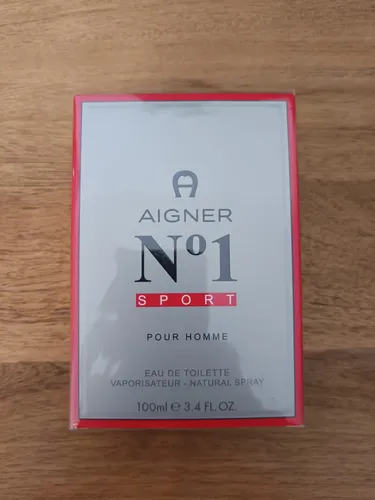 AIGNER
Nº1
SPORT
POUR HOMME
EAU DE TOILETTE
VAPORISATEUR - NATURAL SPRAY
100ml ℮ 3.4 FL.OZ.